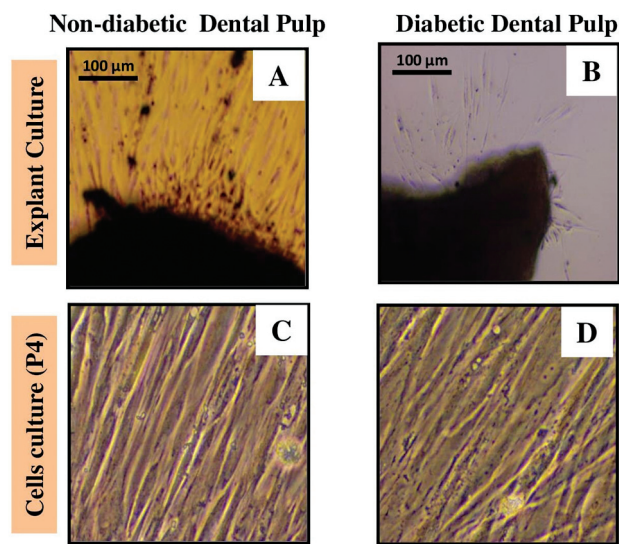 Non-diabetic Dental Pulp
Diabetic Dental Pulp
Explant Culture
100 µm
A
100 µm
B
Cells culture (P4)
C
D